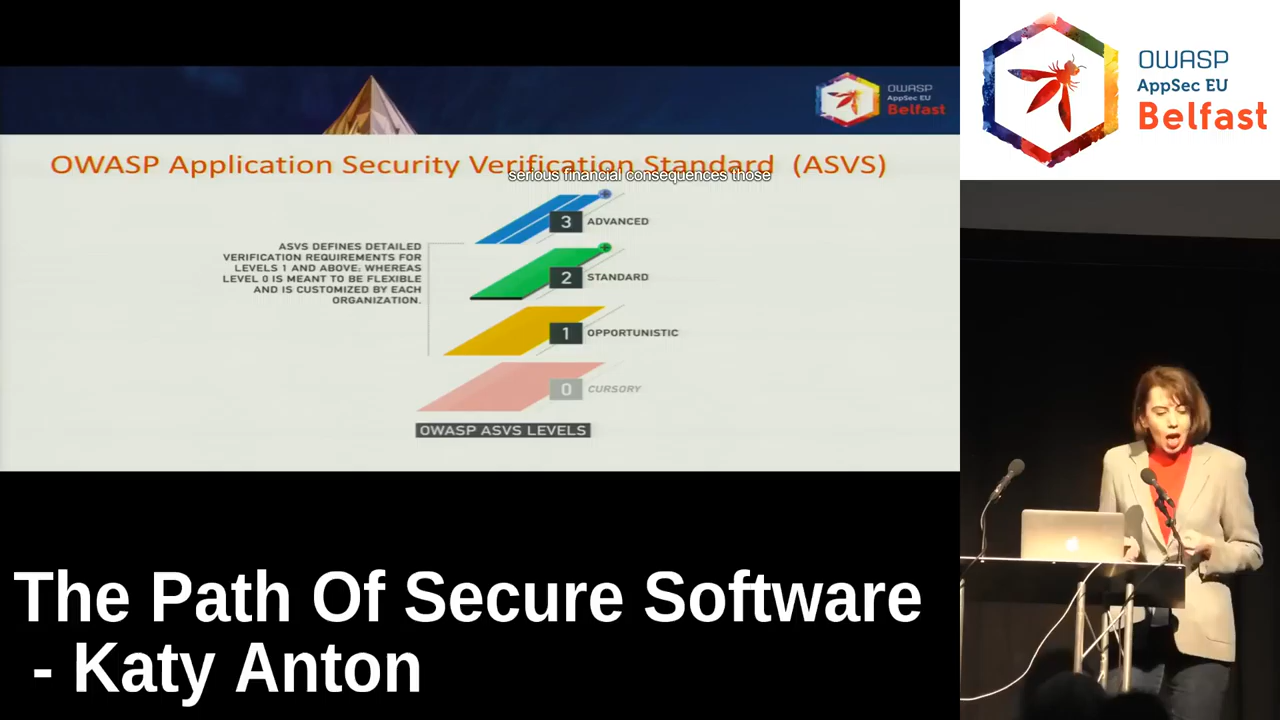 OWASP
AppSec EU
Belfast
OWASP
AppSec EU
Belfast
OWASP Application Security Verification Standard (ASVS)
serious financial consequences those
3 ADVANCED
ASVS DEFINES DETAILED
VERIFICATION REQUIREMENTS FOR
LEVELS 1 AND ABOVE; WHEREAS
LEVEL 0 IS MEANT TO BE FLEXIBLE
AND IS CUSTOMIZED BY EACH
ORGANIZATION.
2 STANDARD
1 OPPORTUNISTIC
0 CURSORY
OWASP ASVS LEVELS
The Path Of Secure Software
- Katy Anton